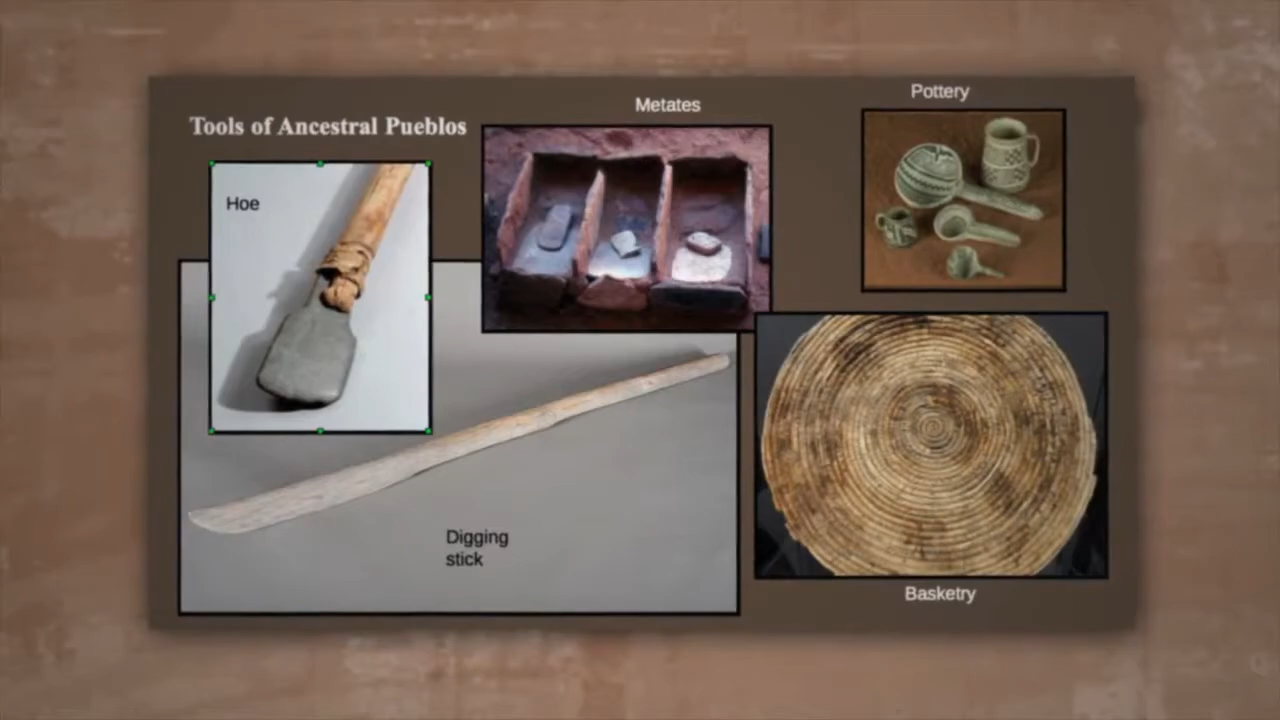 Tools of Ancestral Pueblos
Hoe
Metates
Pottery
Digging
stick
Basketry